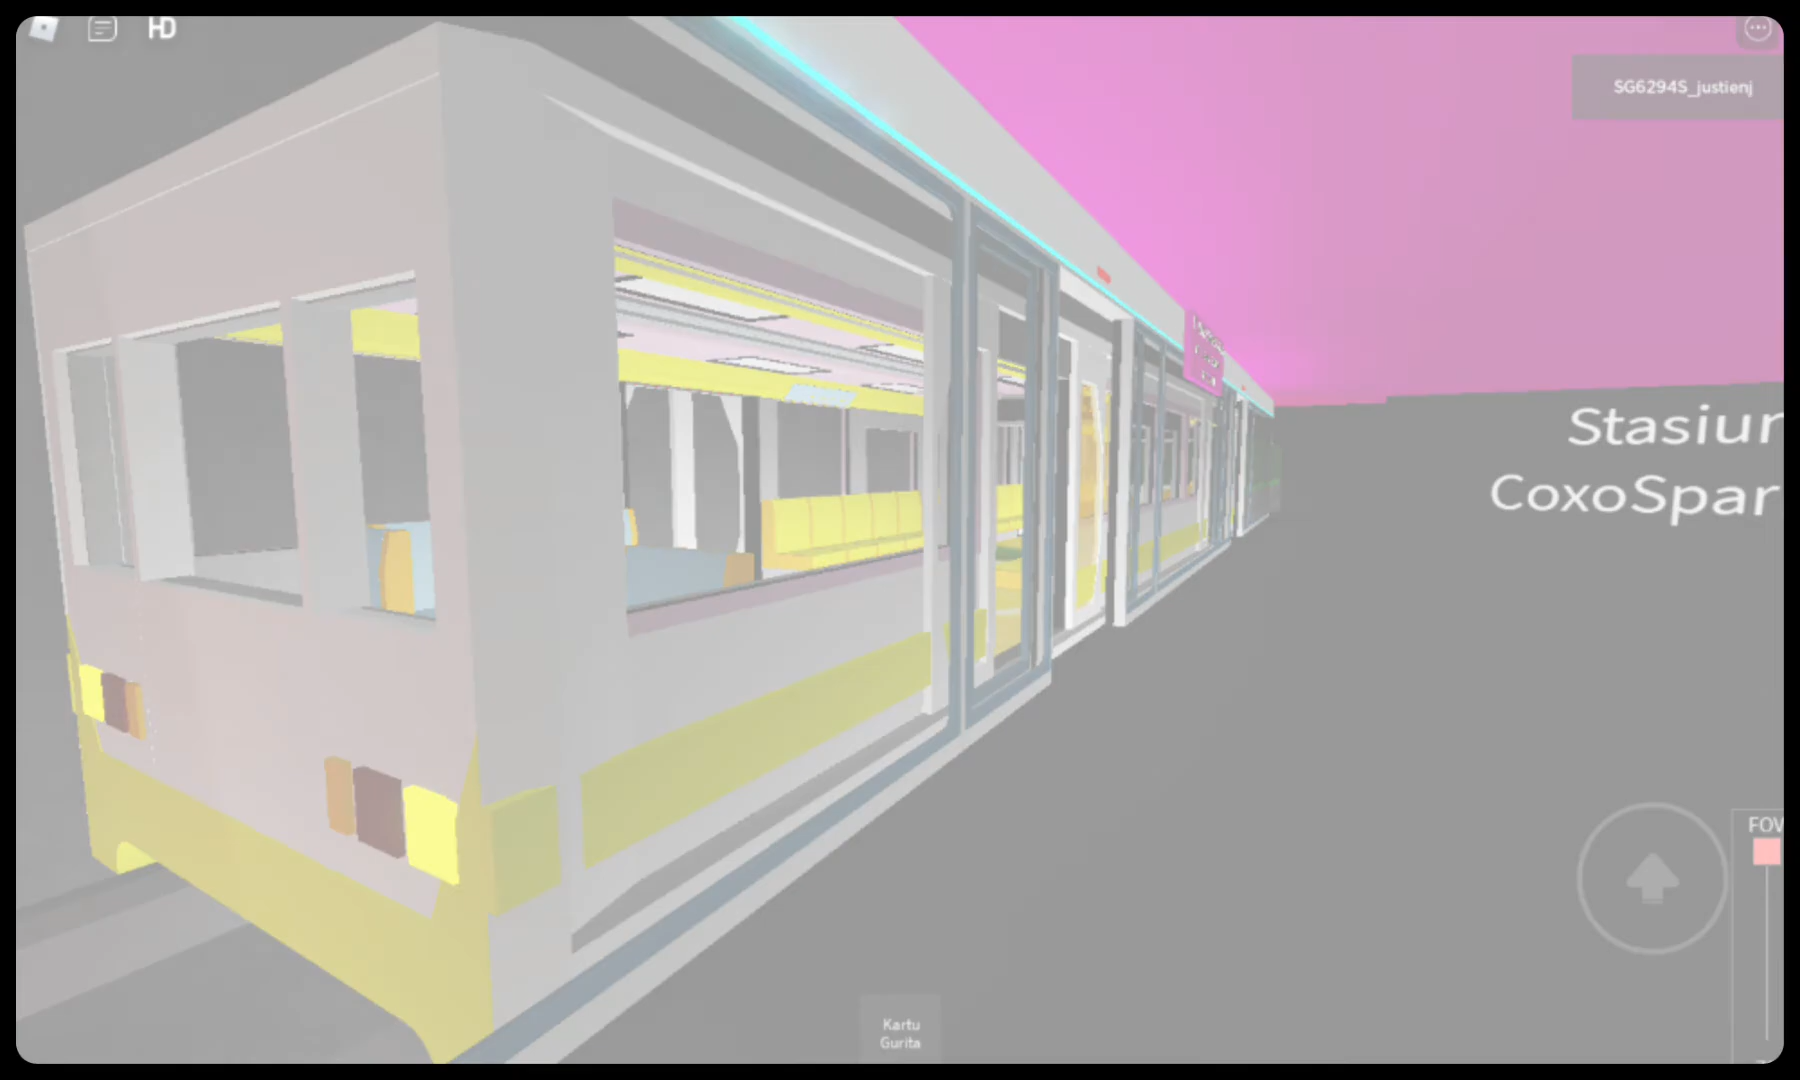 HD
SG6294S_justienj
Stasiur
CoxoSpar
FOV
Kartu
Gurita